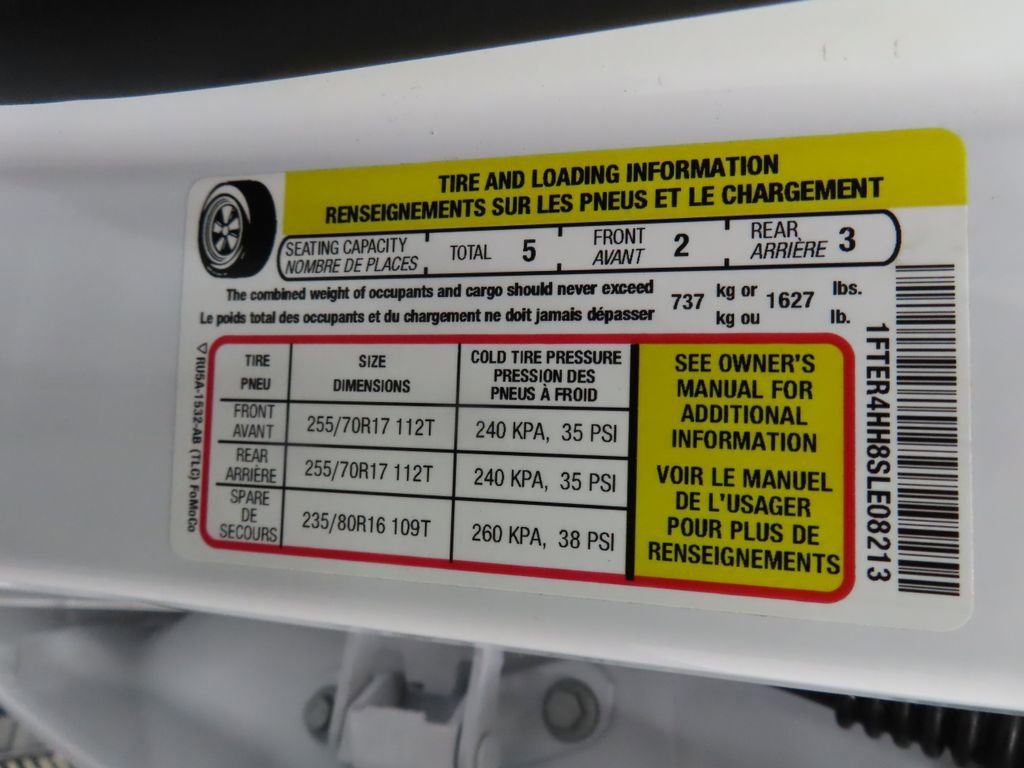 TIRE AND LOADING INFORMATION
RENSEIGNEMENTS SUR LES PNEUS ET LE CHARGEMENT
SEATING CAPACITY
NOMBRE DE PLACES
TOTAL 5
FRONT
AVANT
2
REAR
ARRIÈRE
3
The combined weight of occupants and cargo should never exceed
Le poids total des occupants et du chargement ne doit jamais dépasser
737
kg or
kg ou
1627
lbs.
lb.
TIRE
PNEU
SIZE
DIMENSIONS
COLD TIRE PRESSURE
PRESSION DES
PNEUS À FROID
FRONT
AVANT
255/70R17 112T
240 KPA, 35 PSI
REAR
ARRIÈRE
255/70R17 112T
240 KPA, 35 PSI
SPARE
DE
SECOURS
235/80R16 109T
260 KPA, 38 PSI
SEE OWNER'S
MANUAL FOR
ADDITIONAL
INFORMATION
VOIR LE MANUEL
DE L'USAGER
POUR PLUS DE
RENSEIGNEMENTS
RU5A-1532-AB (TLC) FoMoCo
1FTER4HH8SLE08213